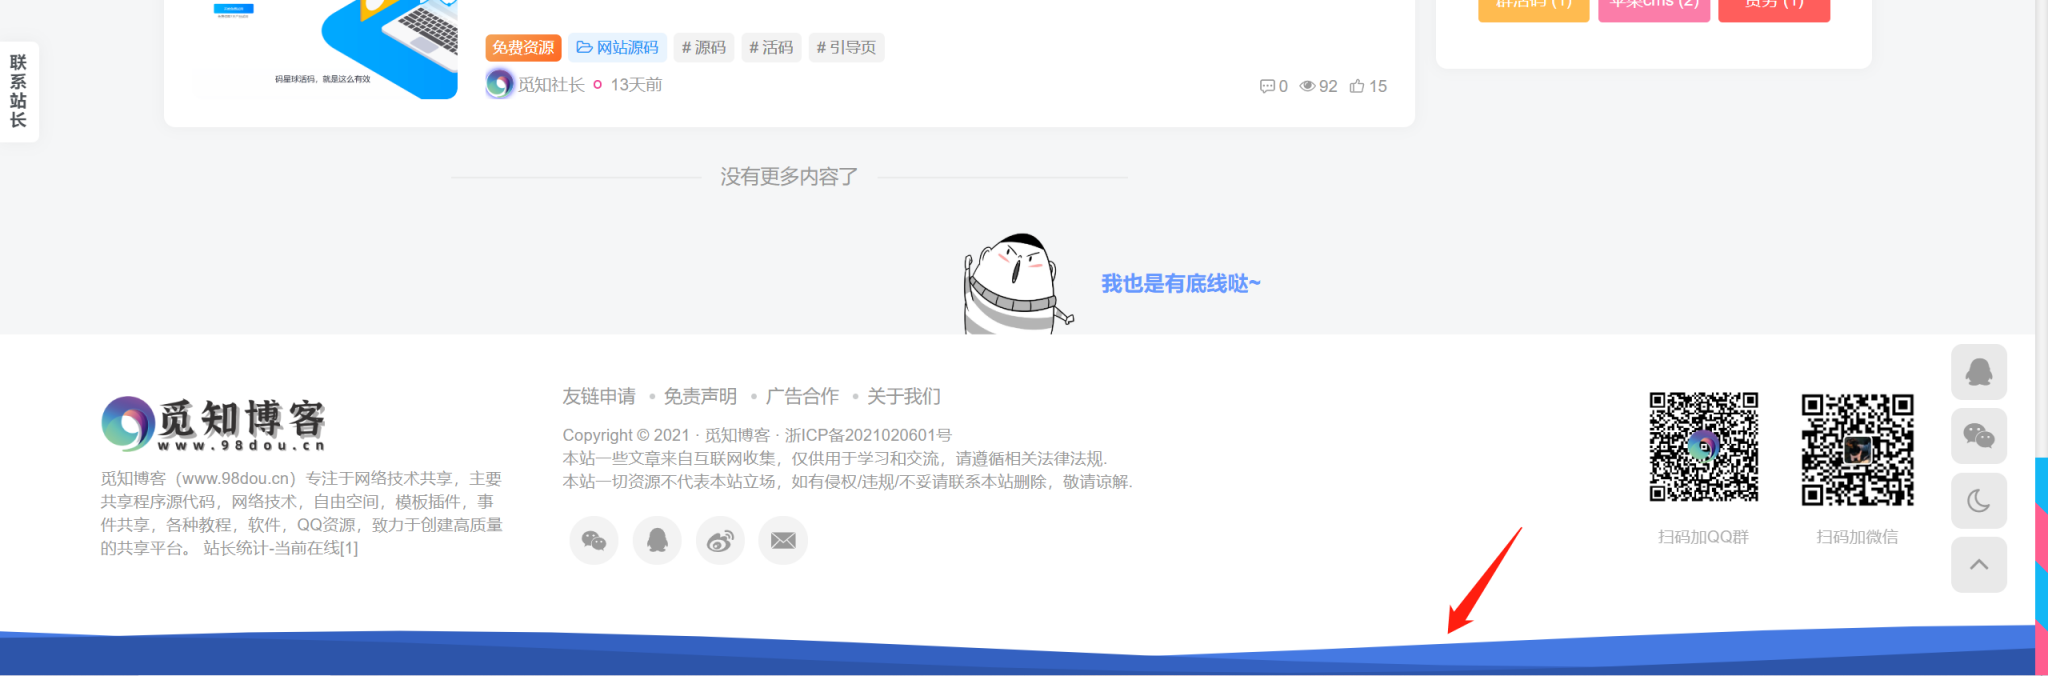 群活码 (1)
苹果cms (2)
码星球活码，就是这么有效
免费资源
网站源码
# 源码
# 活码
# 引导页
联系站长
觅知社长
13天前
0
92
15
没有更多内容了
我也是有底线哒~
觅知博客
www.98dou.cn
觅知博客（www.98dou.cn）专注于网络技术共享，主要
共享程序源代码，网络技术，自由空间，模板插件，事
件共享，各种教程，软件，QQ资源，致力于创建高质量
的共享平台。 站长统计-当前在线[1]
友链申请
免责声明
广告合作
关于我们
Copyright © 2021 · 觅知博客 · 浙ICP备2021020601号
本站一些文章来自互联网收集，仅供用于学习和交流，请遵循相关法律法规.
本站一切资源不代表本站立场，如有侵权/违规/不妥请联系本站删除，敬请谅解.
扫码加QQ群
扫码加微信